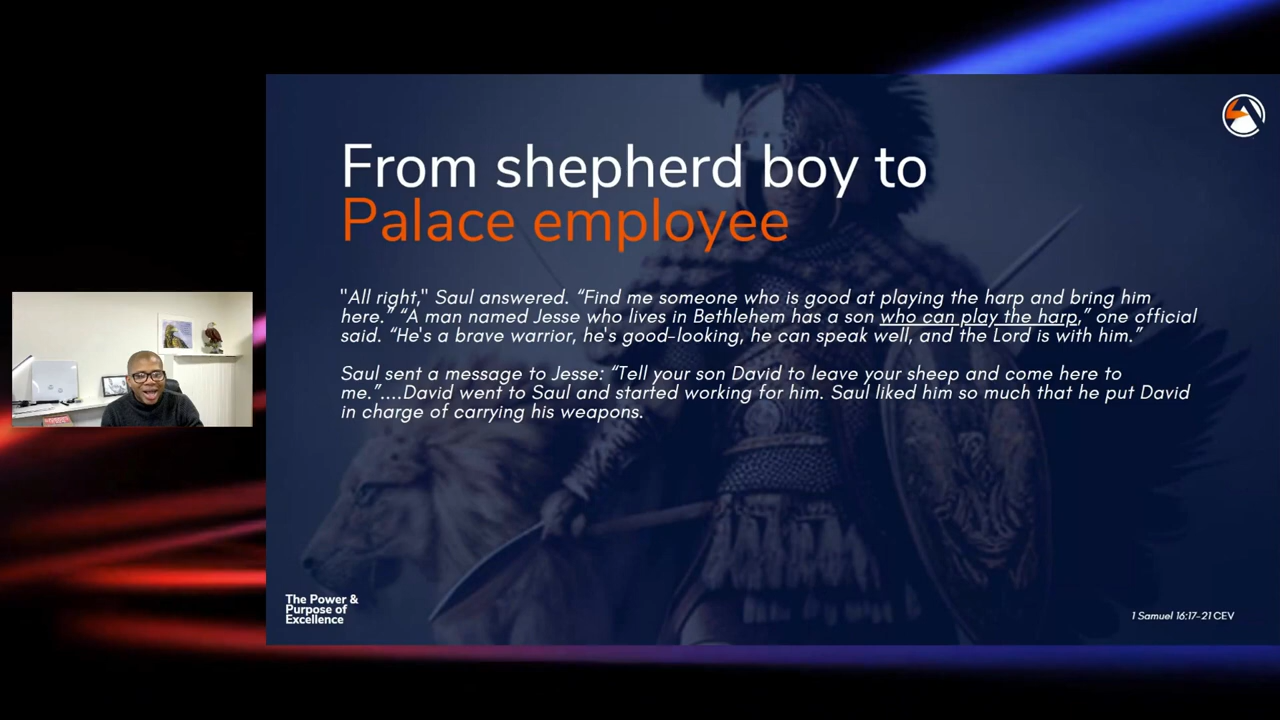 From shepherd boy to
Palace employee
"All right," Saul answered. “Find me someone who is good at playing the harp and bring him
here.” “A man named Jesse who lives in Bethlehem has a son who can play the harp,” one official
said. “He's a brave warrior, he's good-looking, he can speak well, and the Lord is with him.”
Saul sent a message to Jesse: “Tell your son David to leave your sheep and come here to
me.”....David went to Saul and started working for him. Saul liked him so much that he put David
in charge of carrying his weapons.
The Power &
Purpose of
Excellence
1 Samuel 16:17-21 CEV